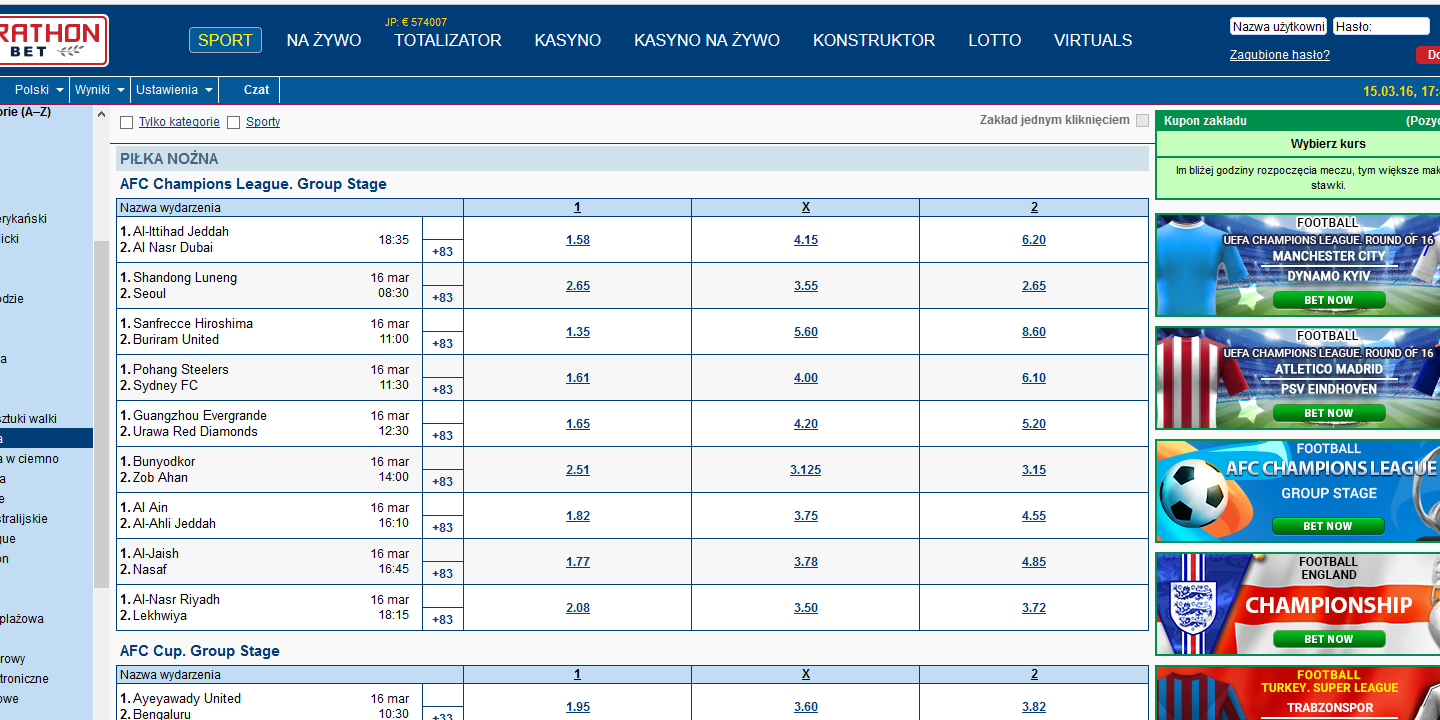 RATHON
BET
JP: € 574007
SPORT NA ŻYWO TOTALIZATOR KASYNO KASYNO NA ŻYWO KONSTRUKTOR LOTTO VIRTUALS
Nazwa użytkowni Hasło:
Zagubione hasło? Do
Polski Wyniki Ustawienia Czat
15.03.16, 17:
orie (A–Z)
erykański
licki
odzie
a
sztuki walki
a
a w ciemno
a
e
stralijskie
gue
on
plażowa
rowy
troniczne
owe
Tylko kategorie Sporty
Zakład jednym kliknięciem
PIŁKA NOŻNA
AFC Champions League. Group Stage
Nazwa wydarzenia 1 X 2
1. Al-Ittihad Jeddah
2. Al Nasr Dubai
18:35 +83 1.58 4.15 6.20
1. Shandong Luneng 16 mar
2. Seoul 08:30
+83 2.65 3.55 2.65
1. Sanfrecce Hiroshima 16 mar
2. Buriram United 11:00
+83 1.35 5.60 8.60
1. Pohang Steelers 16 mar
2. Sydney FC 11:30
+83 1.61 4.00 6.10
1. Guangzhou Evergrande 16 mar
2. Urawa Red Diamonds 12:30
+83 1.65 4.20 5.20
1. Bunyodkor 16 mar
2. Zob Ahan 14:00
+83 2.51 3.125 3.15
1. Al Ain 16 mar
2. Al-Ahli Jeddah 16:10
+83 1.82 3.75 4.55
1. Al-Jaish 16 mar
2. Nasaf 16:45
+83 1.77 3.78 4.85
1. Al-Nasr Riyadh 16 mar
2. Lekhwiya 18:15
+83 2.08 3.50 3.72
AFC Cup. Group Stage
Nazwa wydarzenia 1 X 2
1. Ayeyawady United 16 mar
2. Bengaluru 10:30
+33 1.95 3.60 3.82
Kupon zakładu (Pozyc
Wybierz kurs
Im bliżej godziny rozpoczęcia meczu, tym większe mak
stawki.
FOOTBALL
UEFA CHAMPIONS LEAGUE. ROUND OF 16
MANCHESTER CITY
DYNAMO KYIV
BET NOW
FOOTBALL
UEFA CHAMPIONS LEAGUE. ROUND OF 16
ATLETICO MADRID
PSV EINDHOVEN
BET NOW
FOOTBALL
AFC CHAMPIONS LEAGUE
GROUP STAGE
BET NOW
FOOTBALL
ENGLAND
CHAMPIONSHIP
BET NOW
FOOTBALL
TURKEY. SUPER LEAGUE
TRABZONSPOR